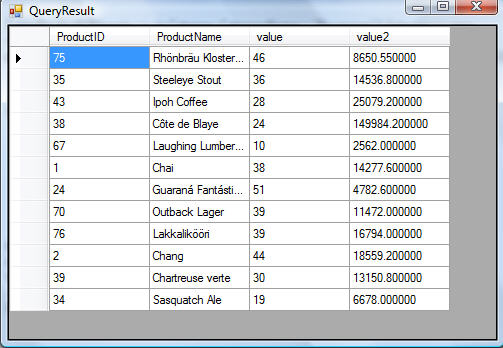 QueryResult
ProductID ProductName value value2
75 Rhönbräu Kloster... 46 8650.550000
35 Steeleye Stout 36 14536.800000
43 Ipoh Coffee 28 25079.200000
38 Côte de Blaye 24 149984.200000
67 Laughing Lumber... 10 2562.000000
1 Chai 38 14277.600000
24 Guaraná Fantásti... 51 4782.600000
70 Outback Lager 39 11472.000000
76 Lakkalikööri 39 16794.000000
2 Chang 44 18559.200000
39 Chartreuse verte 30 13150.800000
34 Sasquatch Ale 19 6678.000000